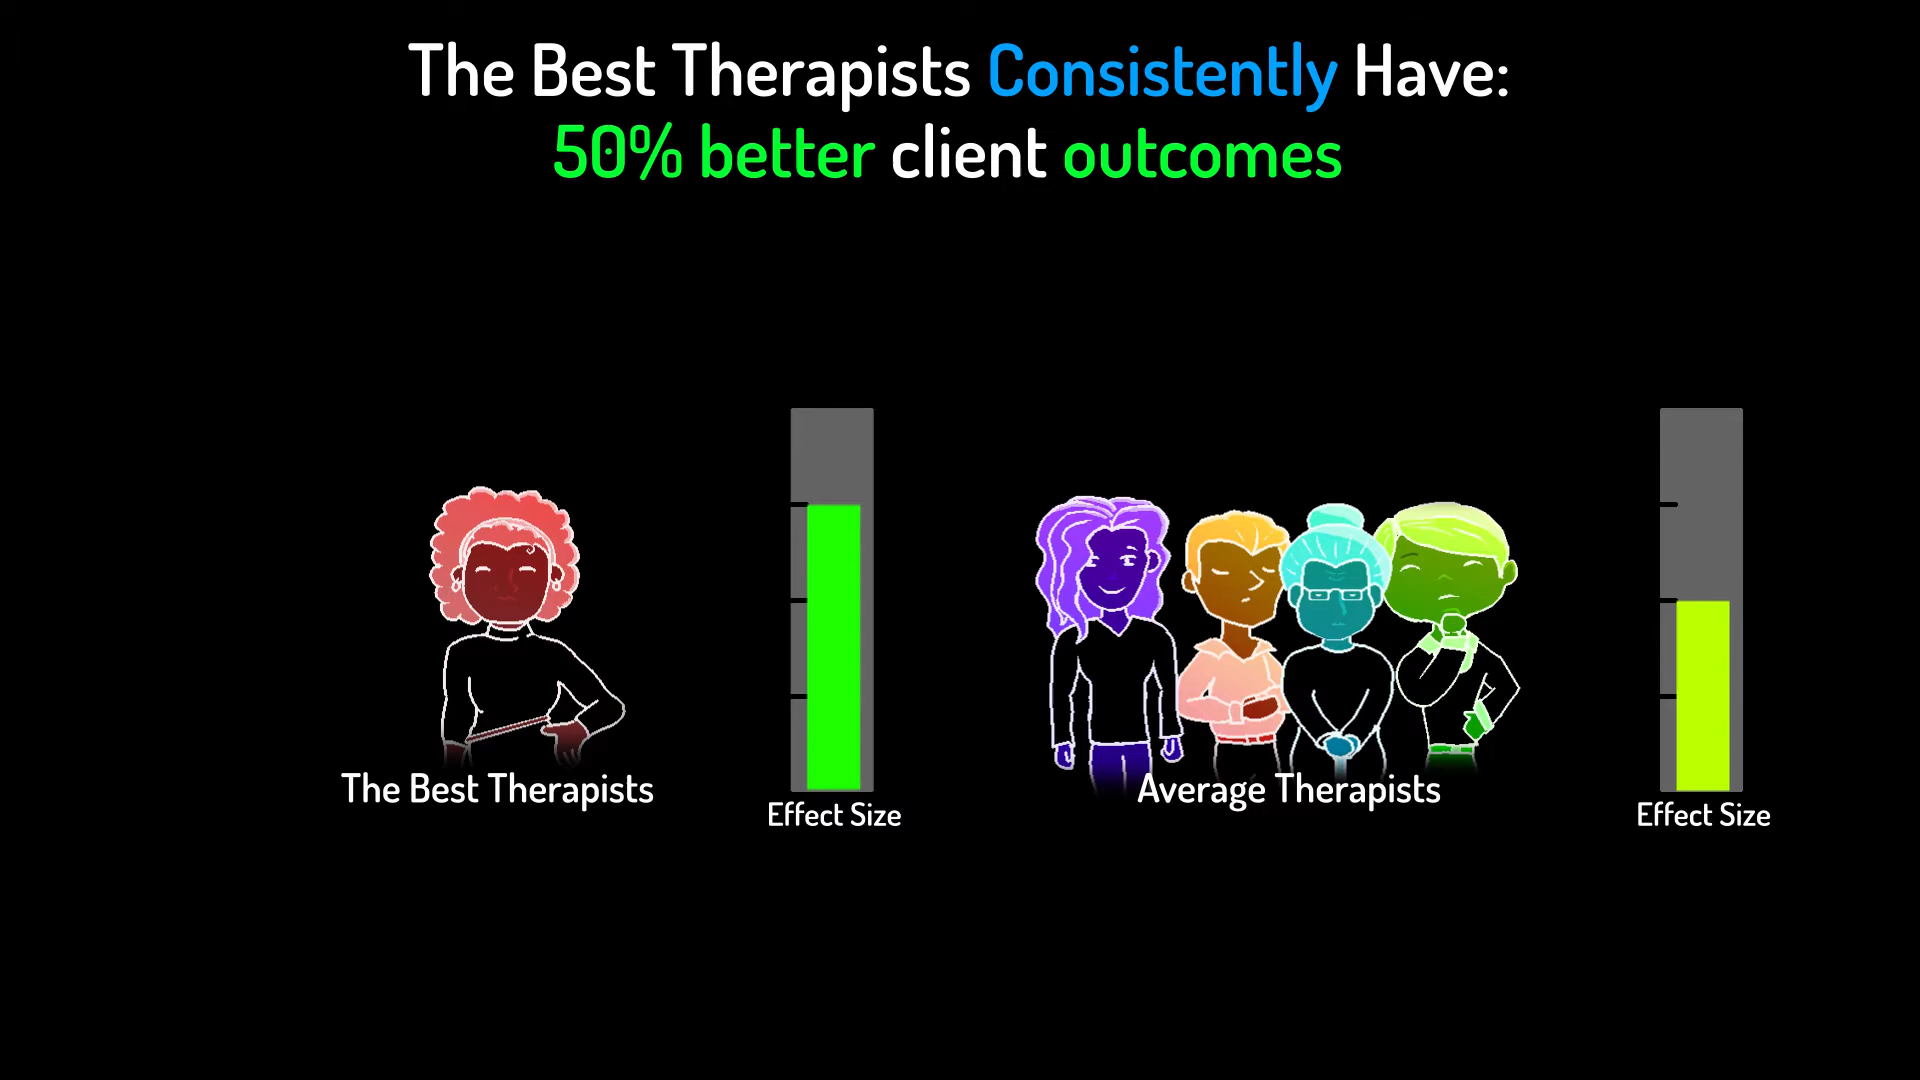 The Best Therapists Consistently Have:
50% better client outcomes
The Best Therapists
Effect Size
Average Therapists
Effect Size